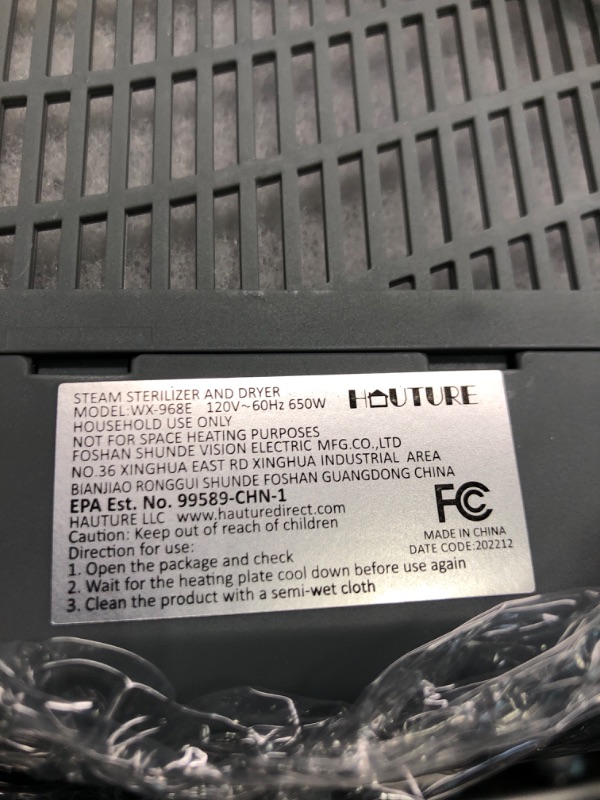 STEAM STERILIZER AND DRYER
HAUTURE
MODEL:WX-968E 120V~60Hz 650W
HOUSEHOLD USE ONLY
NOT FOR SPACE HEATING PURPOSES
FOSHAN SHUNDE VISION ELECTRIC MFG.CO.,LTD
NO.36 XINGHUA EAST RD XINGHUA INDUSTRIAL AREA
BIANJIAO RONGGUI SHUNDE FOSHAN GUANGDONG CHINA
EPA Est. No. 99589-CHN-1
HAUTURE LLC www.hauturedirect.com
Caution: Keep out of reach of children
FC
MADE IN CHINA
DATE CODE:202212
Direction for use:
1. Open the package and check
2. Wait for the heating plate cool down before use again
3. Clean the product with a semi-wet cloth